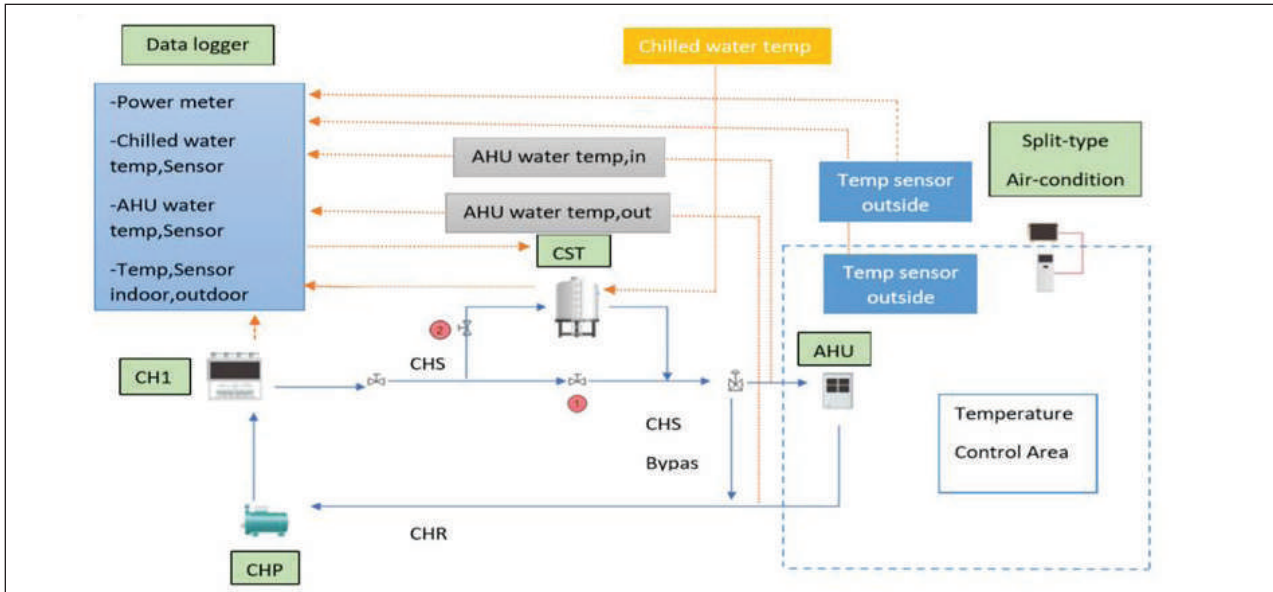 Data logger
Chilled water temp
-Power meter
-Chilled water
temp,Sensor
-AHU water
temp,Sensor
-Temp,Sensor
indoor,outdoor
AHU water temp,in
AHU water temp,out
CST
Temp sensor
outside
Temp sensor
outside
Split-type
Air-condition
2
CHS
CH1
1
AHU
CHS
Bypas
Temperature
Control Area
CHR
CHP